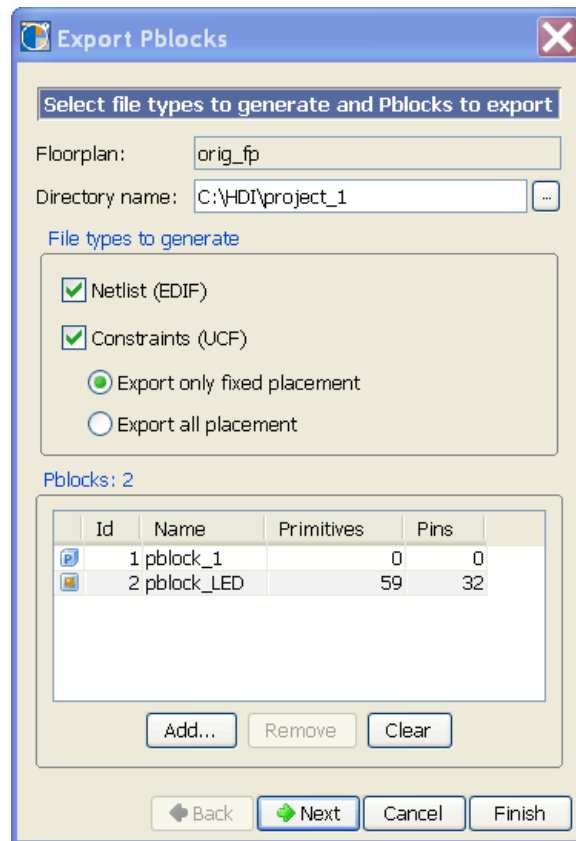 Export Pblocks
Select file types to generate and Pblocks to export
Floorplan: orig_fp
Directory name: C:\HDI\project_1 ...
File types to generate
Netlist (EDIF)
Constraints (UCF)
Export only fixed placement
Export all placement
Pblocks: 2
Id Name Primitives Pins
1 pblock_1 0 0
2 pblock_LED 59 32
Add... Remove Clear
Back Next Cancel Finish